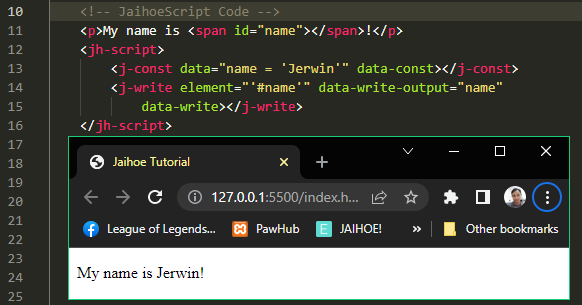 10 <!-- JaihoeScript Code -->
11 <p>My name is <span id="name"></span>!</p>
12 <jh-script>
13 <j-const data="name = 'Jerwin'" data-const></j-const>
14 <j-write element="'#name'" data-write-output="name"
15 data-write></j-write>
16 </jh-script>
17
18
19
20
21
22
23
24
25
Jaihoe Tutorial
127.0.0.1:5500/index.h...
League of Legends... PawHub E JAIHOE! » Other bookmarks
My name is Jerwin!